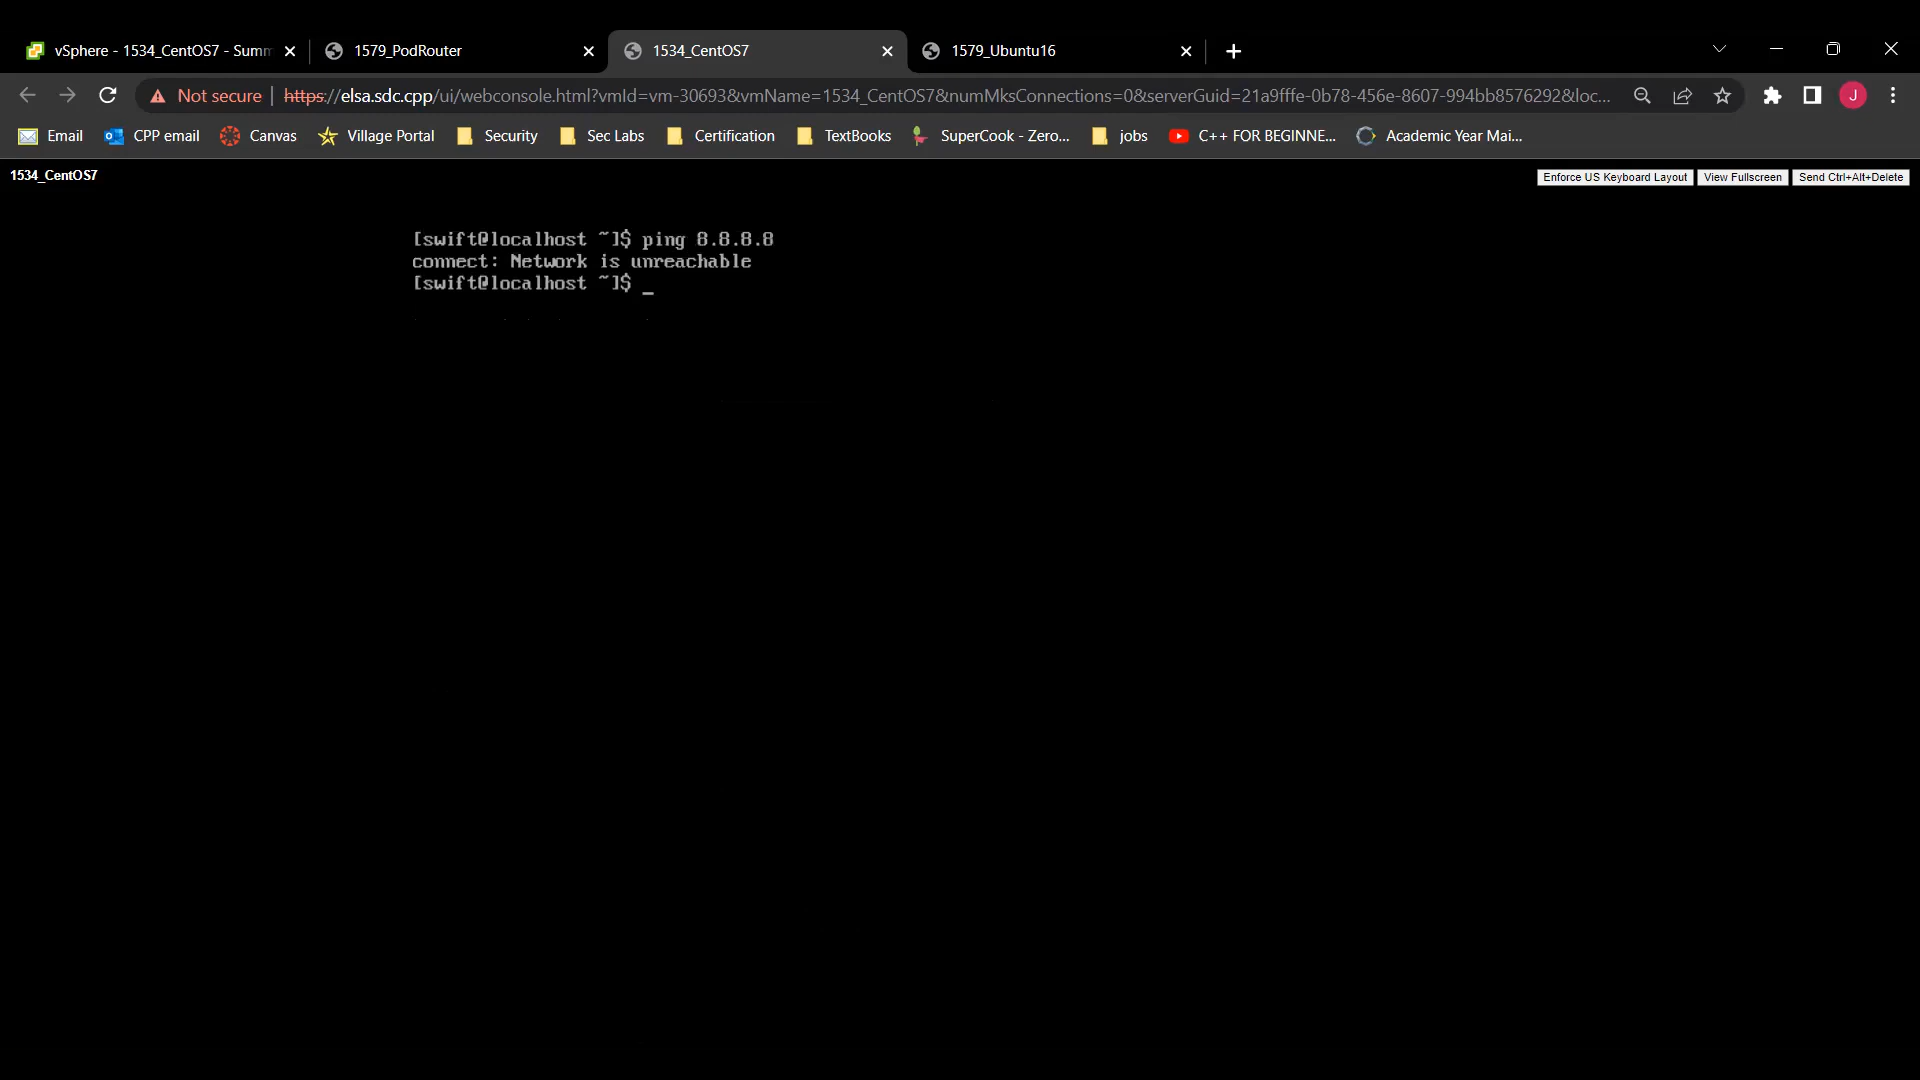 vSphere - 1534_CentOS7 - Summ
1579_PodRouter
1534_CentOS7
1579_Ubuntu16
Not secure
https://elsa.sdc.cpp/ui/webconsole.html?vmId=vm-30693&vmName=1534_CentOS7&numMksConnections=0&serverGuid=21a9fffe-0b78-456e-8607-994bb8576292&loc...
J
Email
CPP email
Canvas
Village Portal
Security
Sec Labs
Certification
TextBooks
SuperCook - Zero...
jobs
C++ FOR BEGINNE...
Academic Year Mai...
1534_CentOS7
Enforce US Keyboard Layout
View Fullscreen
Send Ctrl+Alt+Delete
[swift@localhost ~]$ ping 8.8.8.8
connect: Network is unreachable
[swift@localhost ~]$ _